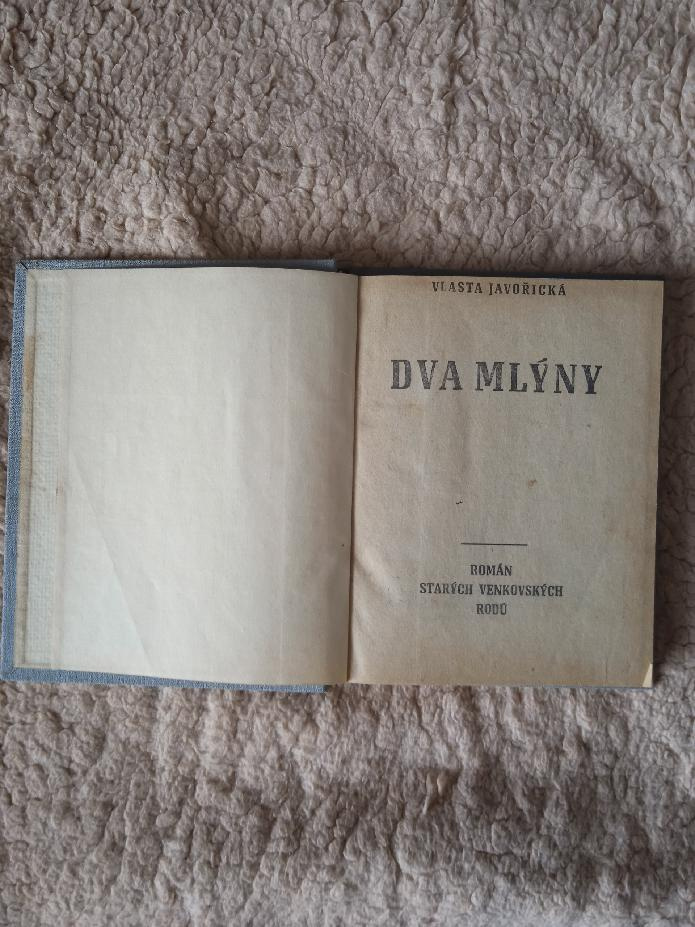 VLASTA JAVOŘICKÁ
DVA MLÝNY
ROMÁN
STARÝCH VENKOVSKÝCH
RODŮ